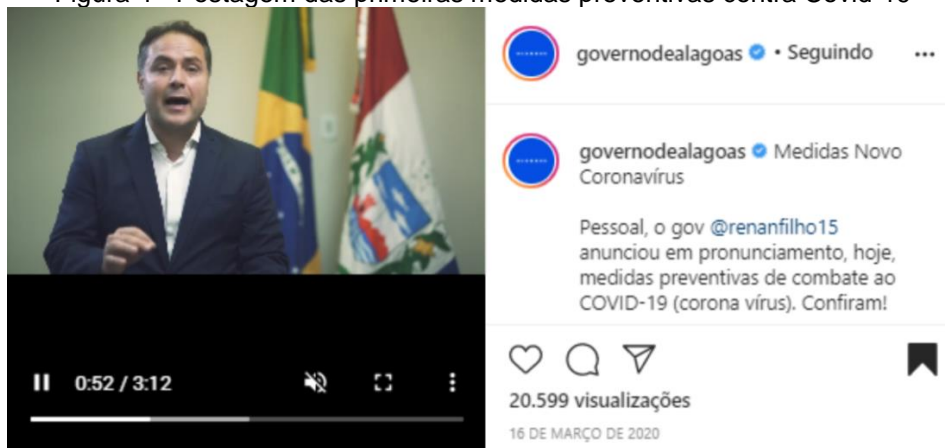 governodealagoas • Seguindo
governodealagoas Medidas Novo
Coronavírus
Pessoal, o gov @renanfilho15
anunciou em pronunciamento, hoje,
medidas preventivas de combate ao
COVID-19 (corona vírus). Confiram!
0:52 / 3:12
20.599 visualizações
16 DE MARÇO DE 2020